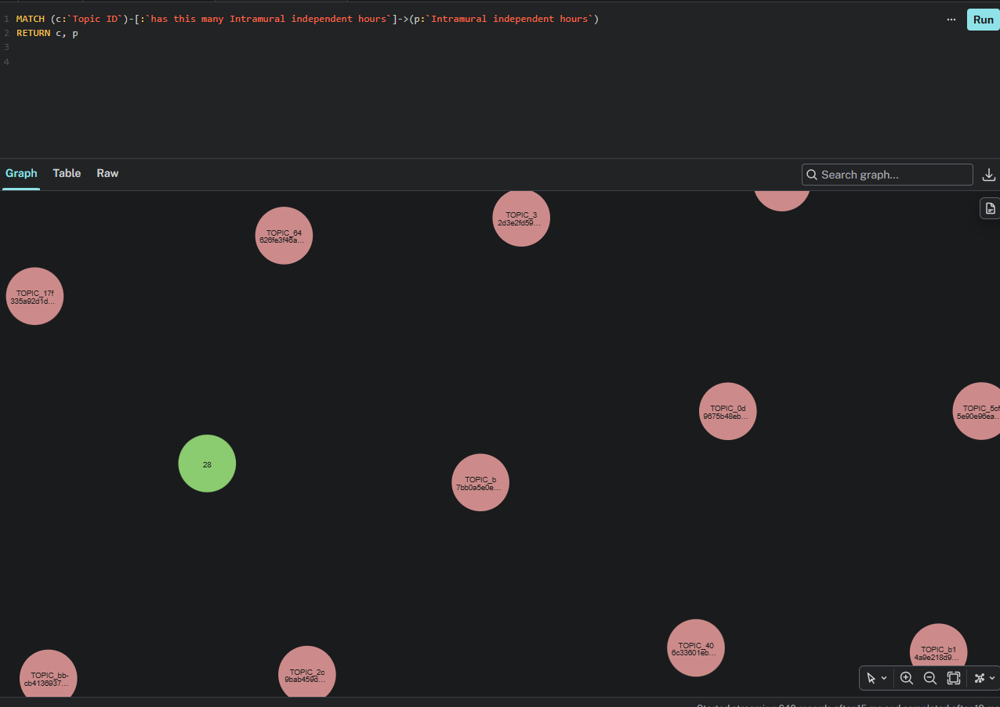 1 MATCH (c:`Topic ID`)-[:`has this many Intramural independent hours`]->(p:`Intramural independent hours`)
2 RETURN c, p
3
4
... Run
Graph Table Raw
Search graph...
TOPIC_3
2d3e2fd59...
TOPIC_64
626fe3f46a...
TOPIC_17f
335a92d1d...
TOPIC_0d
9675b48eb...
TOPIC_5cf
5e90e96ea...
28
TOPIC_b
7bb0a5e0e...
TOPIC_40
6c33601eb...
TOPIC_b1
4a9e218d9...
TOPIC_2c
9bab459d...
TOPIC_bb-
cb4136937...